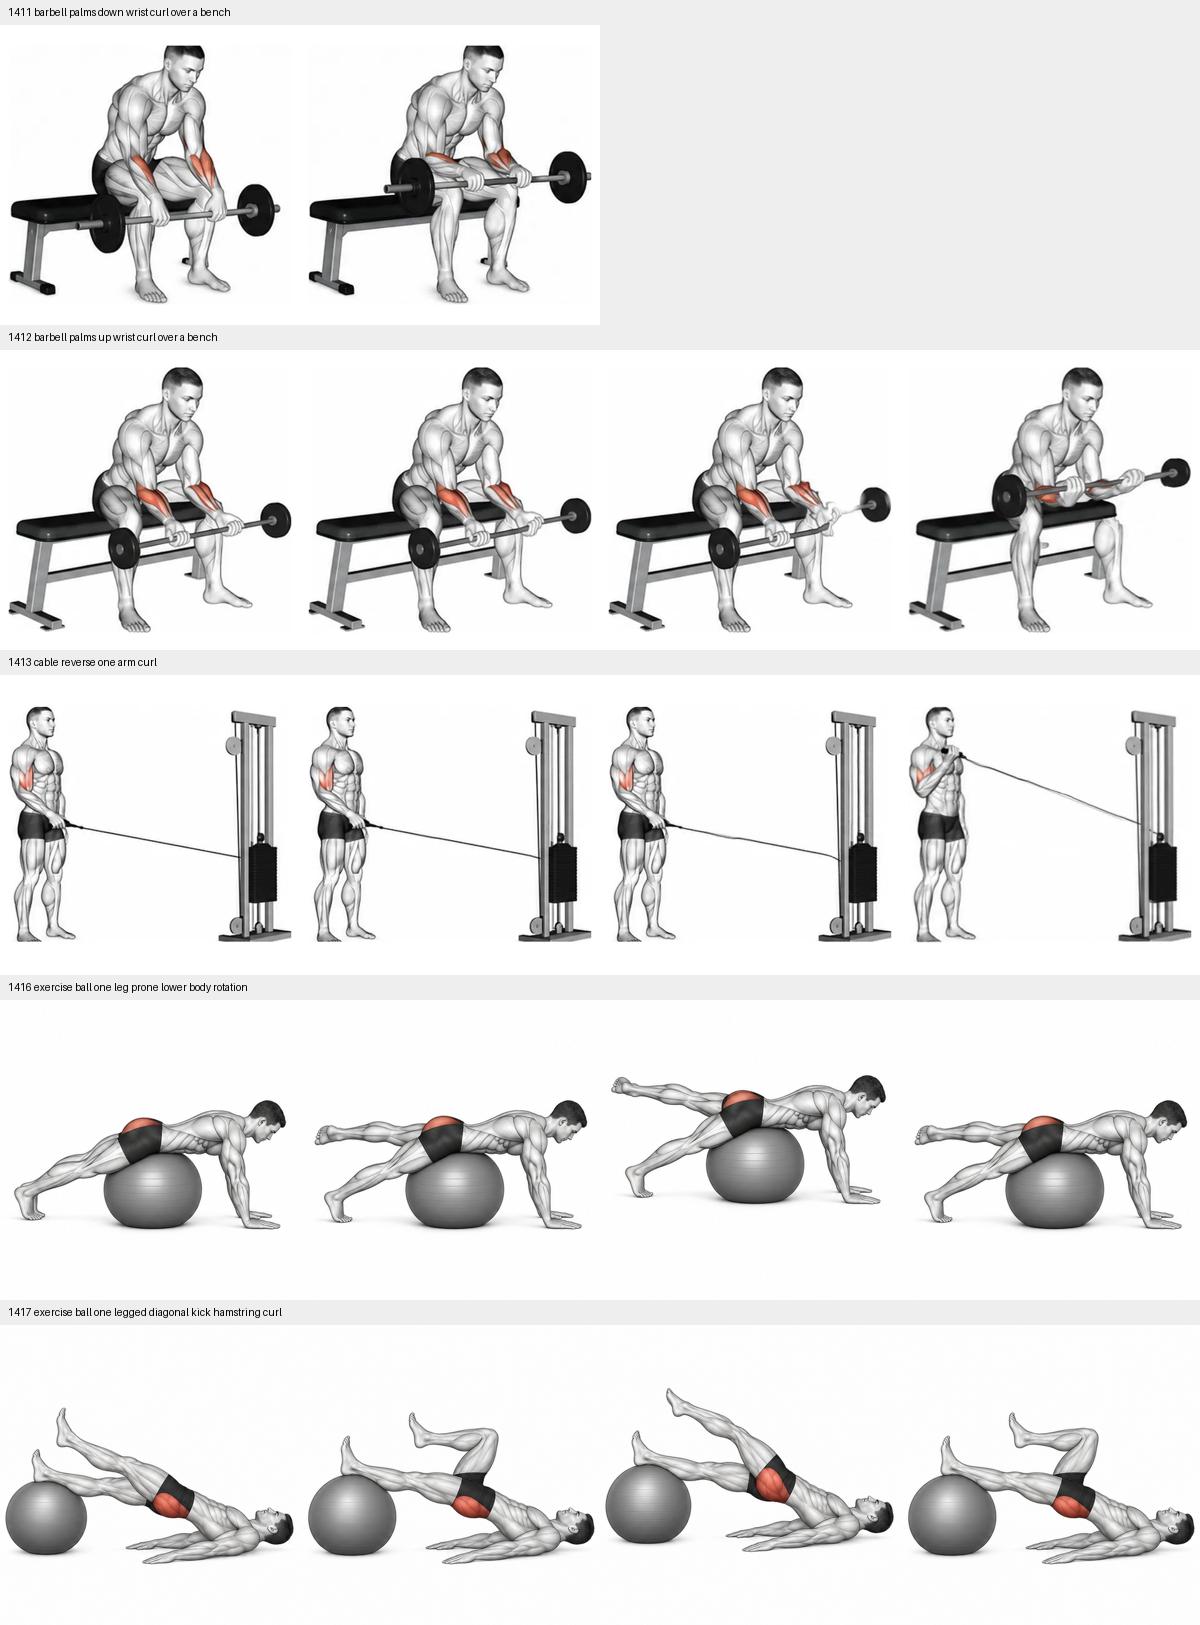 1411 barbell palms down wrist curl over a bench
1412 barbell palms up wrist curl over a bench
1413 cable reverse one arm curl
1416 exercise ball one leg prone lower body rotation
1417 exercise ball one legged diagonal kick hamstring curl